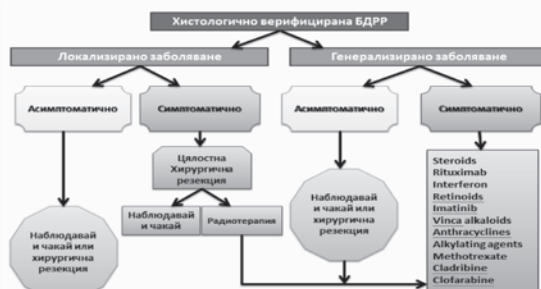 Хистологично верифицирана БДРР
Локализирано заболяване
Генерализирано заболяване
Асимптоматично
Симптоматично
Асимптоматично
Симптоматично
Цялостна
Хирургична
резекция
Наблюдавай
и чакай
Радиотерапия
Наблюдавай
и чакай или
хирургична
резекция
Наблюдавай и
чакай или
хирургична
резекция
Steroids
Rituximab
Interferon
Retinoids
Imatinib
Vinca alkaloids
Anthracyclines
Alkylating agents
Methotrexate
Cladribine
Clofarabine